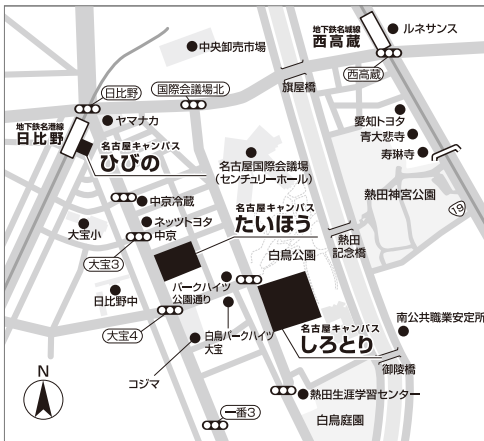 地下鉄名城線
西高蔵
ルネサンス
中央卸売市場
西高蔵
日比野
国際会議場北
旗屋橋
地下鉄名港線
日比野
ヤマナカ
愛知トヨタ
青大悲寺
寿琳寺
名古屋キャンパス
ひびの
名古屋国際会議場
(センチュリーホール)
熱田神宮公園
19
中京冷蔵
名古屋キャンパス
たいほう
ネッツトヨタ
中京
大宝小
大宝3
白鳥公園
熱田
記念橋
日比野中
パークハイツ
公園通り
大宝4
白鳥パークハイツ
大宝
名古屋キャンパス
しろとり
南公共職業安定所
御陵橋
コジマ
N
熱田生涯学習センター
一番3
白鳥庭園